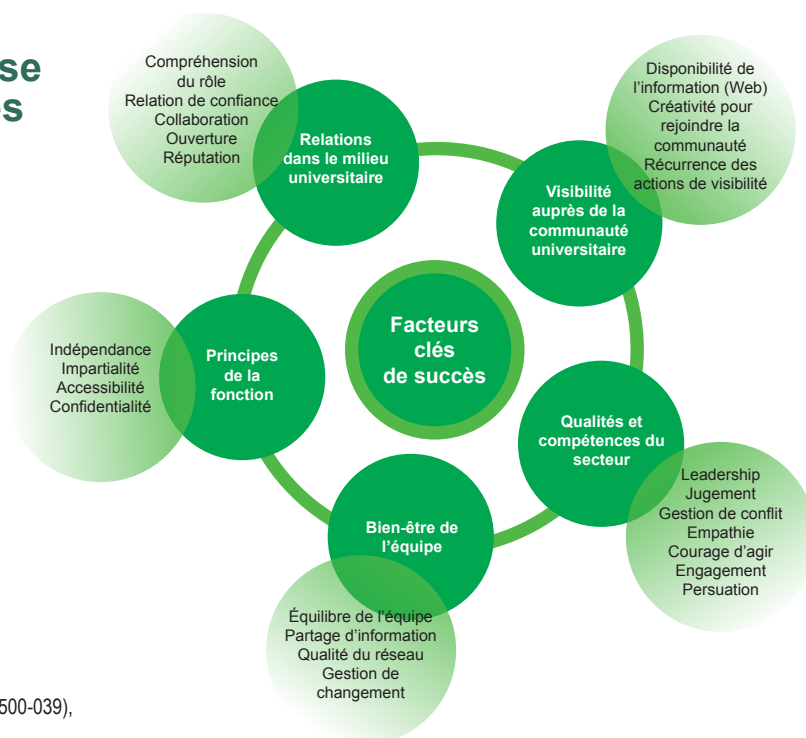 se
es
Compréhension
du rôle
Relation de confiance
Collaboration
Ouverture
Réputation
Relations
dans le milieu
universitaire
Disponibilité de
l'information (Web)
Créativité pour
rejoindre la
communauté
Récurrence des
actions de visibilité
Visibilité
auprès de la
communauté
universitaire
Facteurs
clés
de succès
Indépendance
Impartialité
Accessibilité
Confidentialité
Principes
de la
fonction
Qualités et
compétences du
secteur
Leadership
Jugement
Gestion de conflit
Empathie
Courage d'agir
Engagement
Persuation
Bien-être de
l'équipe
Équilibre de l'équipe
Partage d'information
Qualité du réseau
Gestion de
changement
500-039),